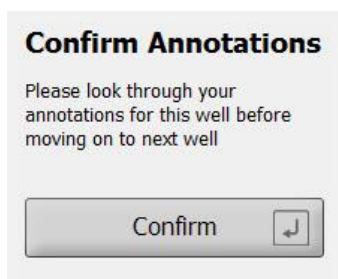 Confirm Annotations
Please look through your
annotations for this well before
moving on to next well
Confirm